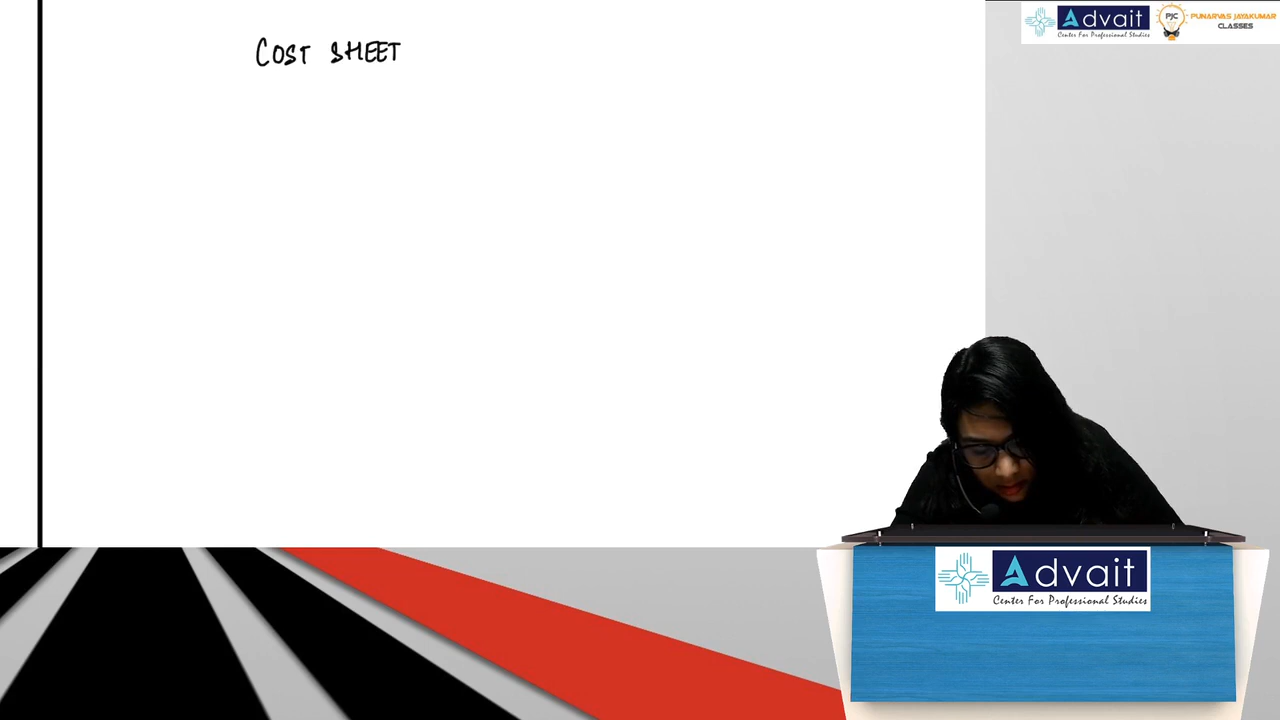 COST SHEET
Advait
Center For Professional Studies
PJC
PUNARVAS JAYAKUMAR
CLASSES
Advait
Center For Professional Studies